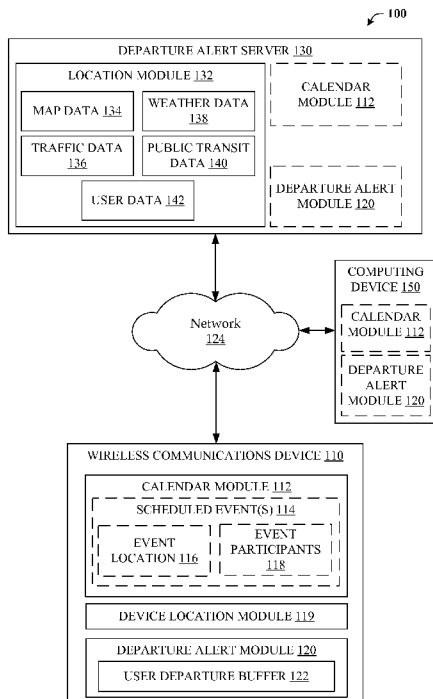 100
DEPARTURE ALERT SERVER 130
LOCATION MODULE 132
MAP DATA 134
WEATHER DATA
138
TRAFFIC DATA
136
PUBLIC TRANSIT
DATA 140
USER DATA 142
CALENDAR
MODULE 112
DEPARTURE ALERT
MODULE 120
Network
124
COMPUTING
DEVICE 150
CALENDAR
MODULE 112
DEPARTURE
ALERT
MODULE 120
WIRELESS COMMUNICATIONS DEVICE 110
CALENDAR MODULE 112
SCHEDULED EVENT(S) 114
EVENT
LOCATION 116
EVENT
PARTICIPANTS
118
DEVICE LOCATION MODULE 119
DEPARTURE ALERT MODULE 120
USER DEPARTURE BUFFER 122